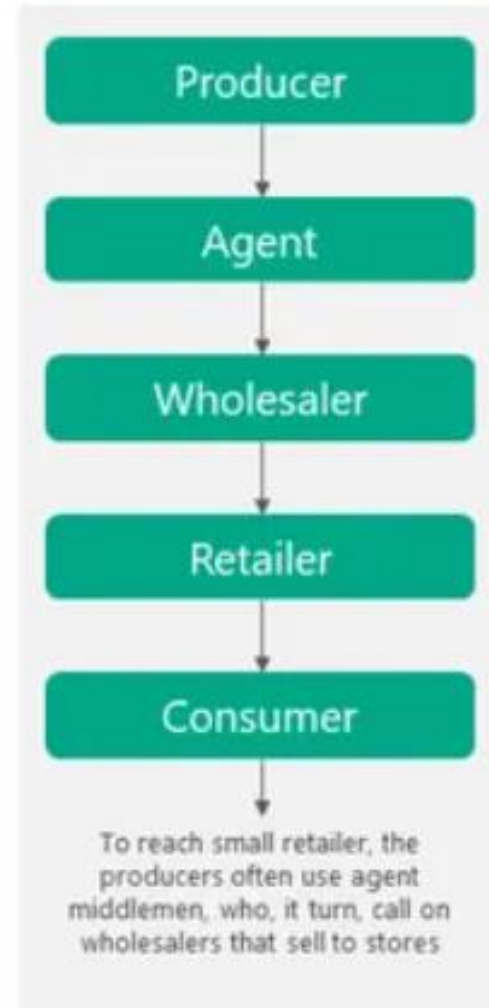 Producer
Agent
Wholesaler
Retailer
Consumer
To reach small retailer, the
producers often use agent
middlemen, who, it turn, call on
wholesalers that sell to stores